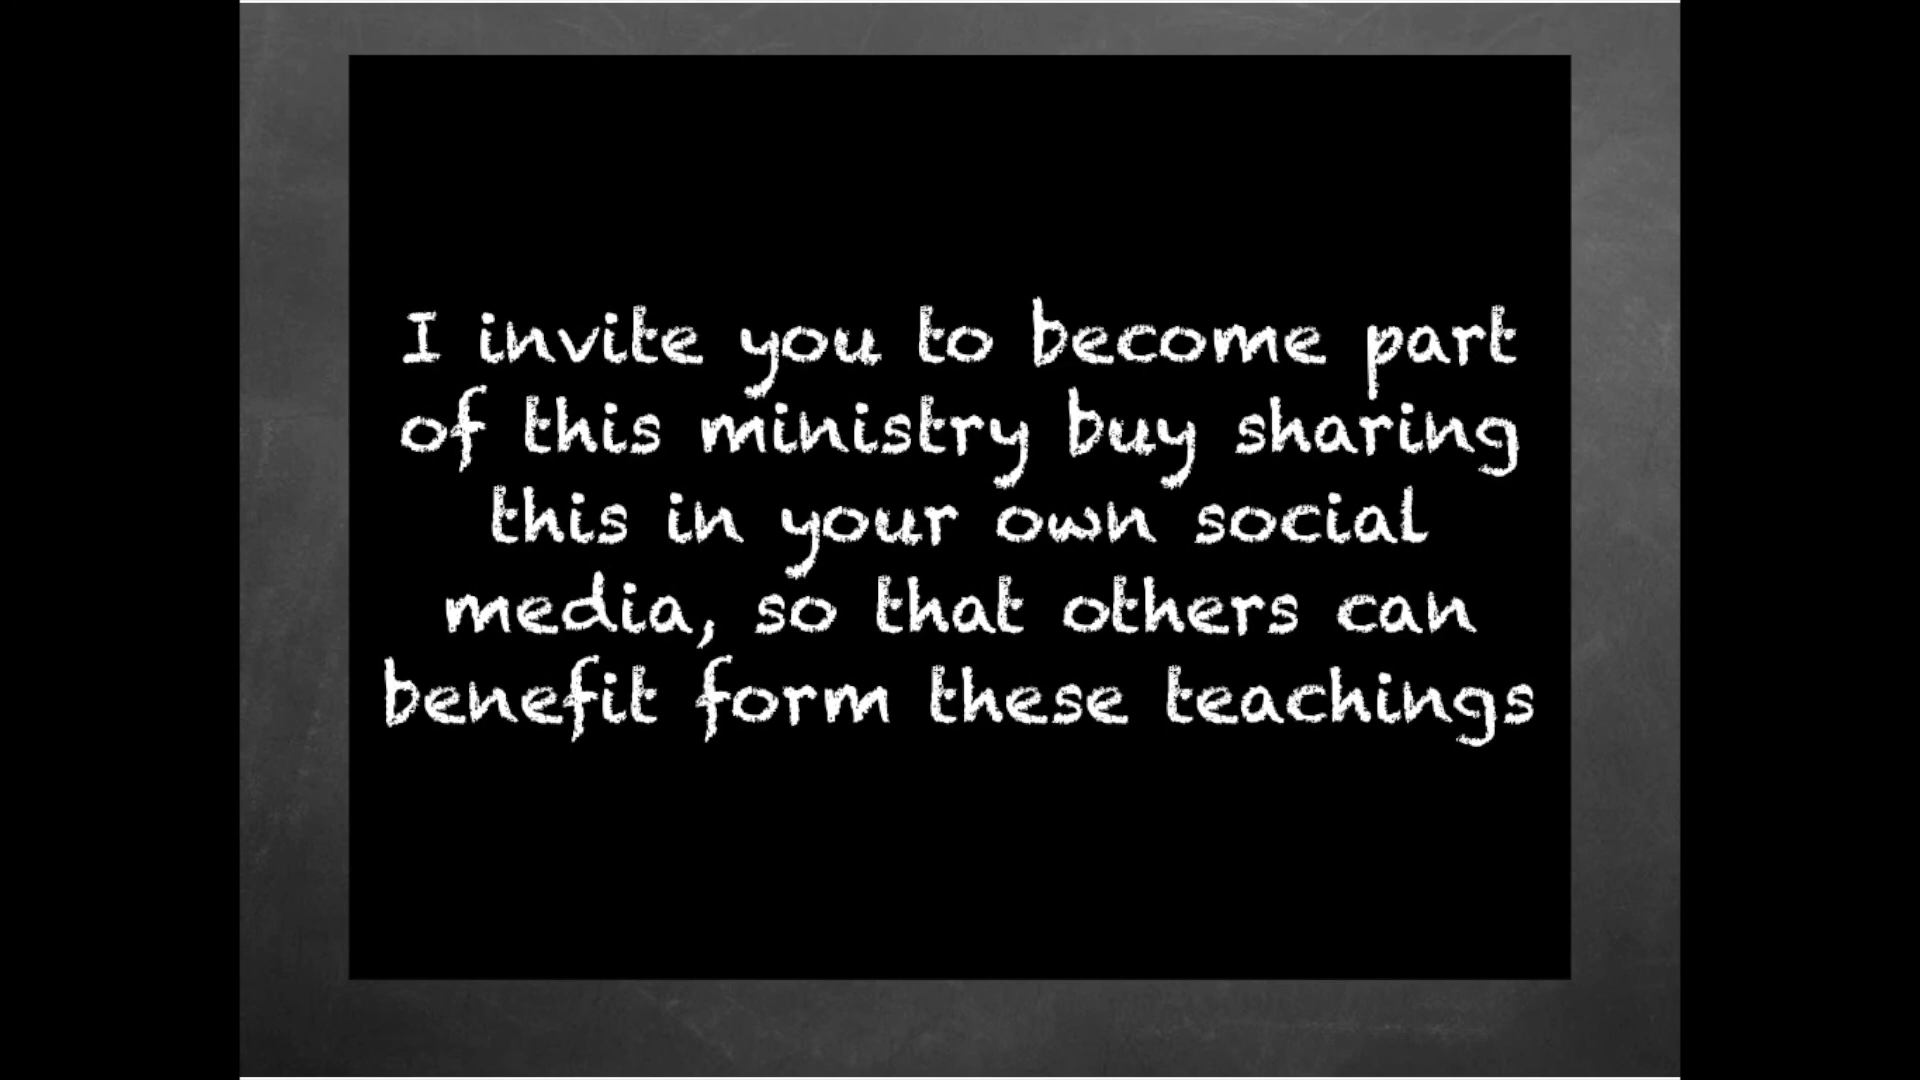 I invite you to become part
of this ministry buy sharing
this in your own social
media, so that others can
benefit form these teachings